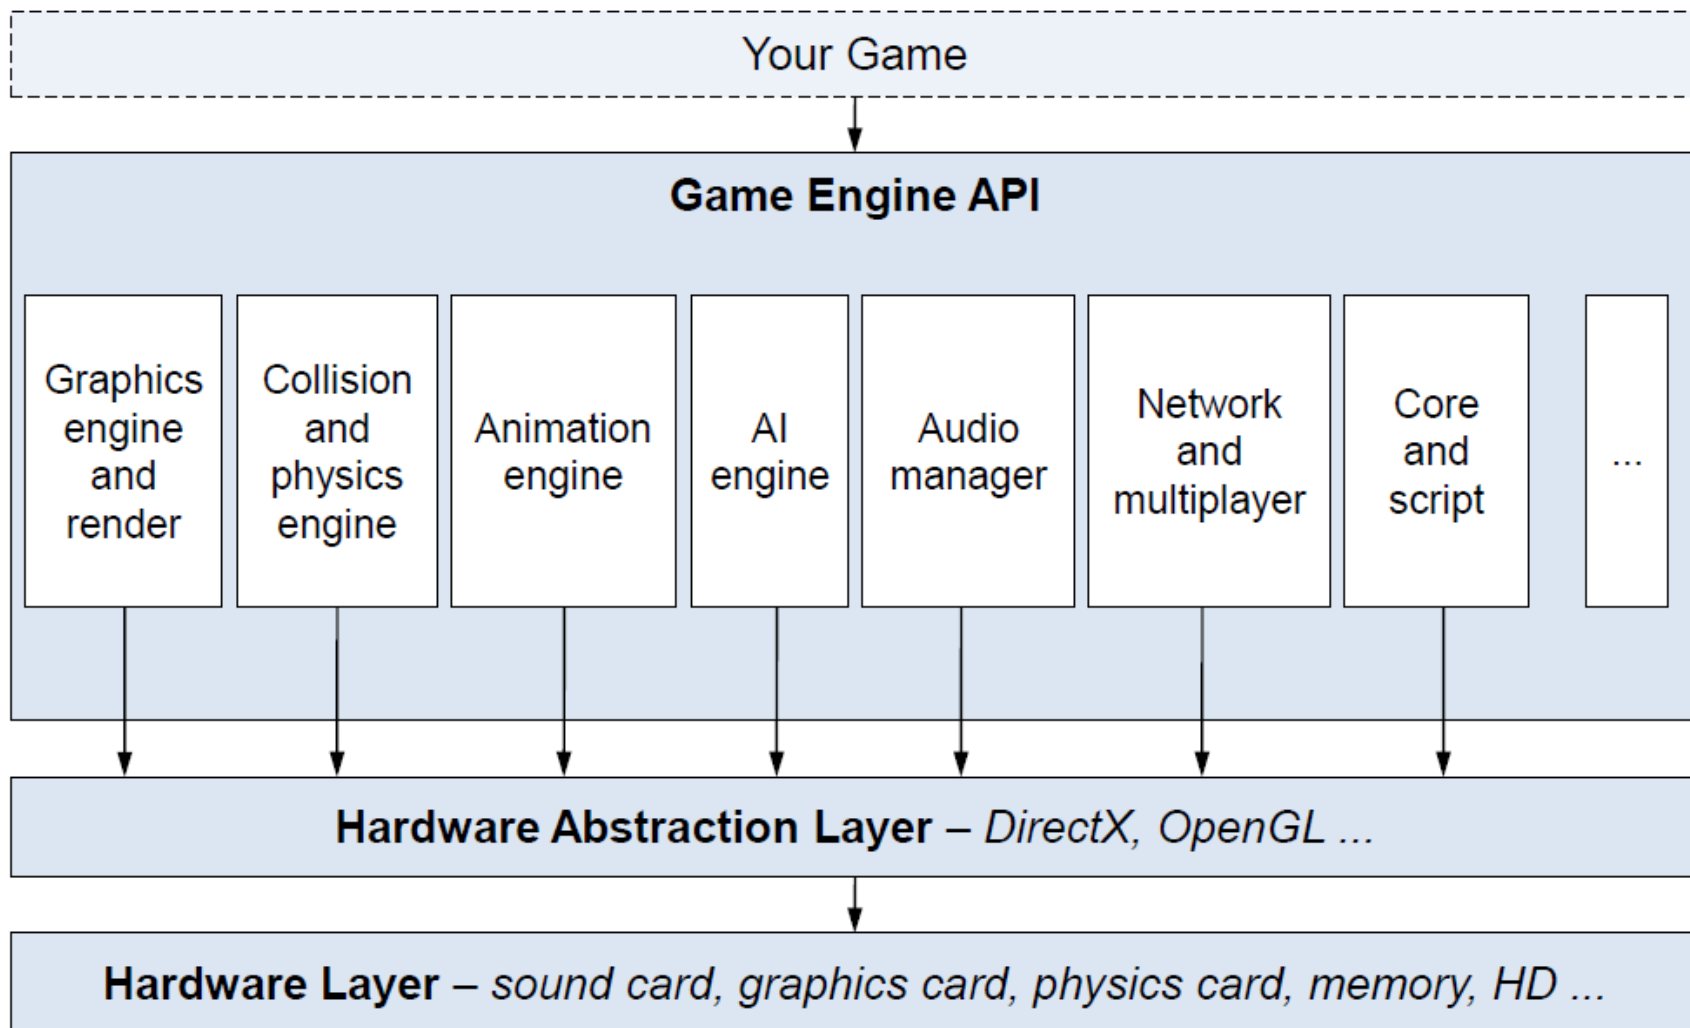 Your Game
Game Engine API
Graphics
engine
and
render
Collision
and
physics
engine
Animation
engine
AI
engine
Audio
manager
Network
and
multiplayer
Core
and
script
...
Hardware Abstraction Layer – DirectX, OpenGL ...
Hardware Layer – sound card, graphics card, physics card, memory, HD ...